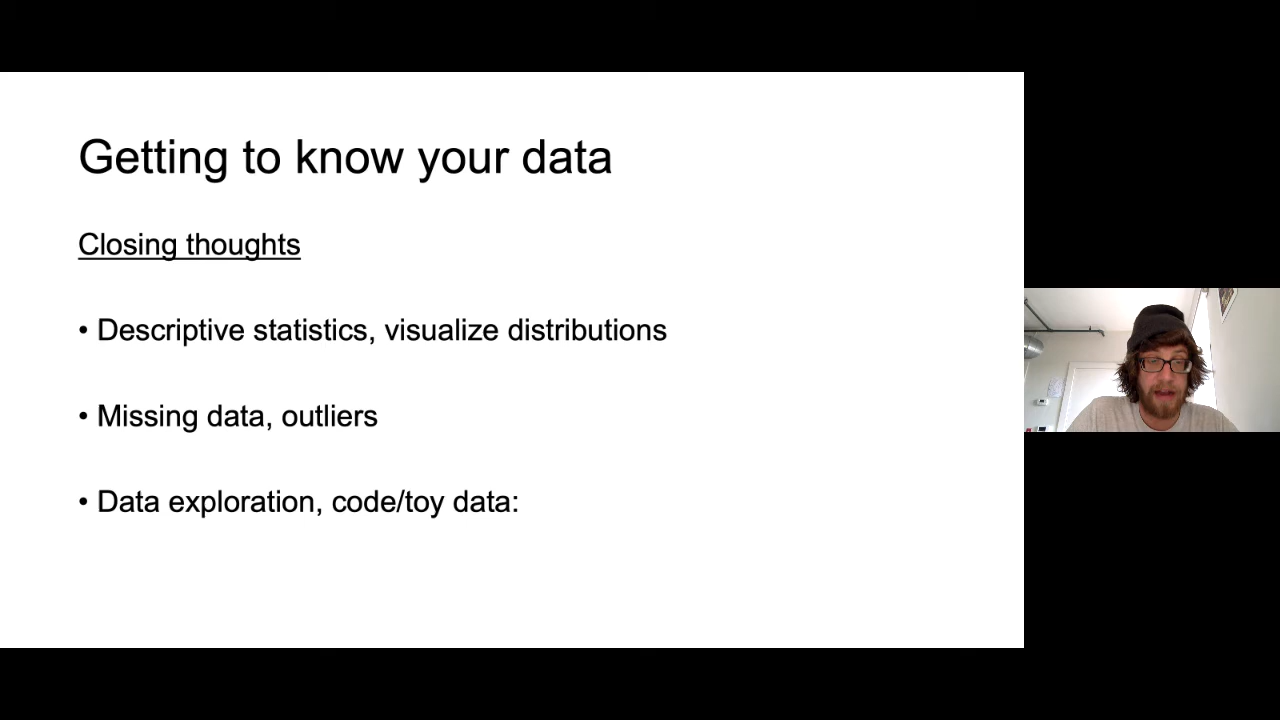 Getting to know your data
Closing thoughts
• Descriptive statistics, visualize distributions
• Missing data, outliers
• Data exploration, code/toy data: